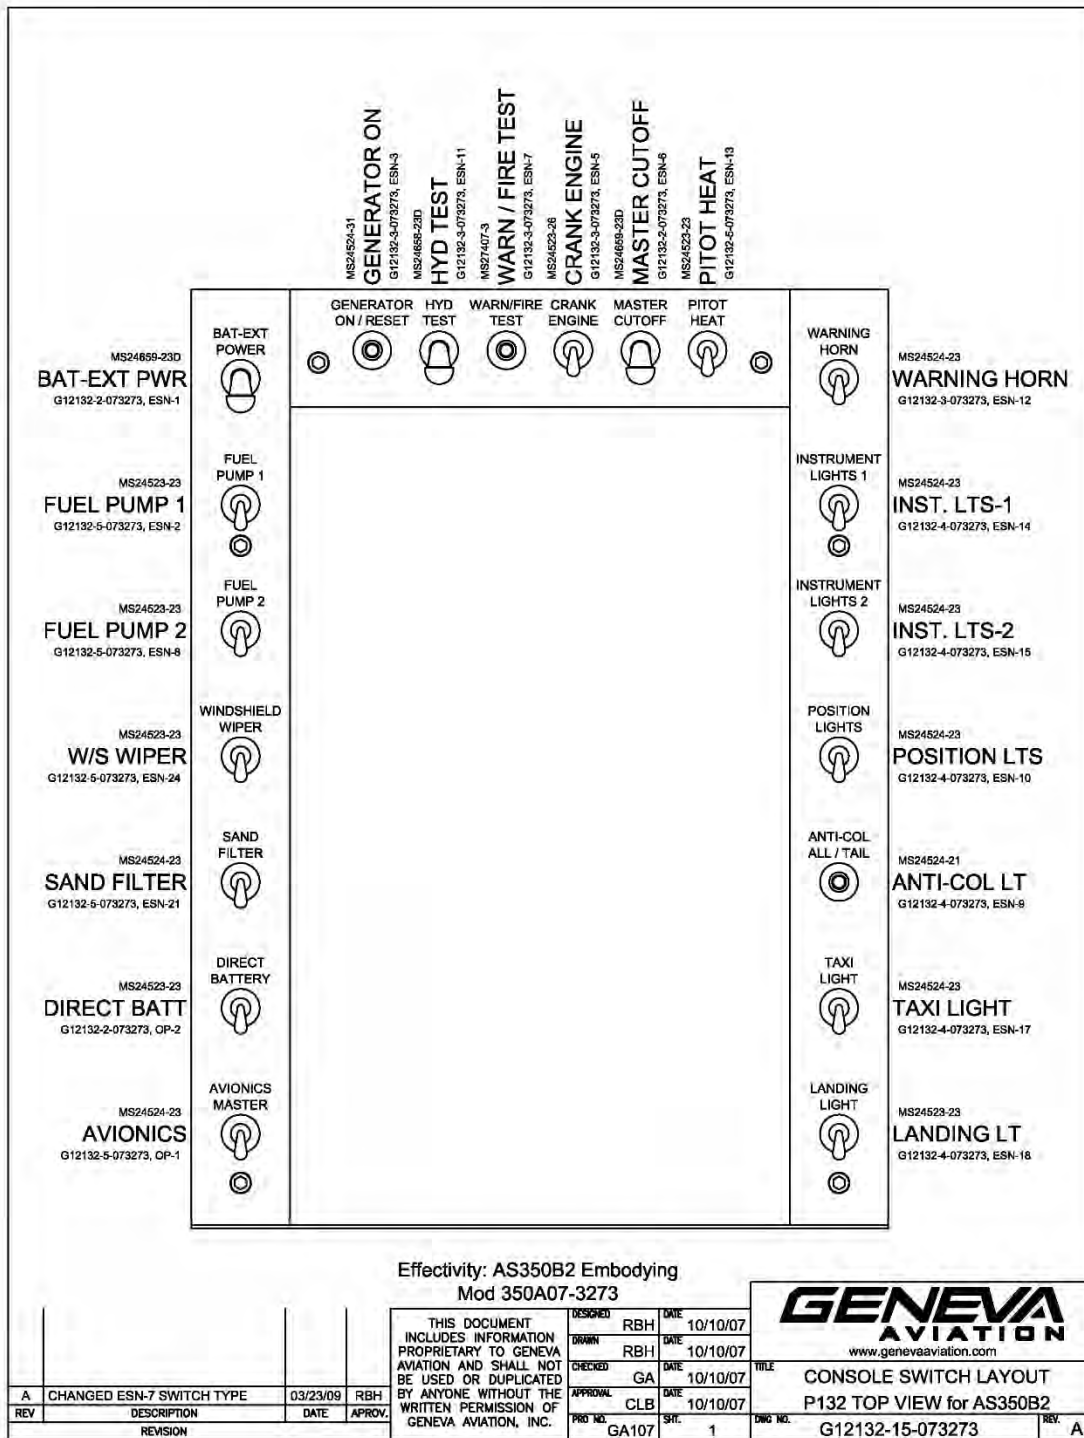 MS24524-31
GENERATOR ON
G12132-3-073273, ESN-3
MS24658-23D
HYD TEST
G12132-3-073273, ESN-11
MS27407-3
WARN / FIRE TEST
G12132-3-073273, ESN-7
MS24523-26
CRANK ENGINE
G12132-3-073273, ESN-5
MS24659-23D
MASTER CUTOFF
G12132-2-073273, ESN-6
MS24523-23
PITOT HEAT
G12132-5-073273, ESN-13
GENERATOR
ON / RESET
HYD
TEST
WARN/FIRE
TEST
CRANK
ENGINE
MASTER
CUTOFF
PITOT
HEAT
MS24659-23D
BAT-EXT PWR
G12132-2-073273, ESN-1
BAT-EXT
POWER
WARNING
HORN
MS24524-23
WARNING HORN
G12132-3-073273, ESN-12
MS24523-23
FUEL PUMP 1
G12132-5-073273, ESN-2
FUEL
PUMP 1
INSTRUMENT
LIGHTS 1
MS24524-23
INST. LTS-1
G12132-4-073273, ESN-14
MS24523-23
FUEL PUMP 2
G12132-5-073273, ESN-8
FUEL
PUMP 2
INSTRUMENT
LIGHTS 2
MS24524-23
INST. LTS-2
G12132-4-073273, ESN-15
MS24523-23
W/S WIPER
G12132-5-073273, ESN-24
WINDSHIELD
WIPER
POSITION
LIGHTS
MS24524-23
POSITION LTS
G12132-4-073273, ESN-10
MS24524-23
SAND FILTER
G12132-5-073273, ESN-21
SAND
FILTER
ANTI-COL
ALL / TAIL
MS24524-21
ANTI-COL LT
G12132-4-073273, ESN-9
MS24523-23
DIRECT BATT
G12132-2-073273, OP-2
DIRECT
BATTERY
TAXI
LIGHT
MS24524-23
TAXI LIGHT
G12132-4-073273, ESN-17
MS24524-23
AVIONICS
G12132-5-073273, OP-1
AVIONICS
MASTER
LANDING
LIGHT
MS24523-23
LANDING LT
G12132-4-073273, ESN-18
Effectivity: AS350B2 Embodying
Mod 350A07-3273
A CHANGED ESN-7 SWITCH TYPE 03/23/09 RBH
REV DESCRIPTION DATE APROV.
REVISION
THIS DOCUMENT
INCLUDES INFORMATION
PROPRIETARY TO GENEVA
AVIATION AND SHALL NOT
BE USED OR DUPLICATED
BY ANYONE WITHOUT THE
WRITTEN PERMISSION OF
GENEVA AVIATION, INC.
DESIGNED RBH DATE 10/10/07
DRAWN RBH DATE 10/10/07
CHECKED GA DATE 10/10/07
APPROVAL CLB DATE 10/10/07
PRO NO. GA107 SHT. 1
GENEVA
AVIATION
www.genevaaviation.com
TITLE CONSOLE SWITCH LAYOUT
P132 TOP VIEW for AS350B2
DWG NO. G12132-15-073273 REV. A